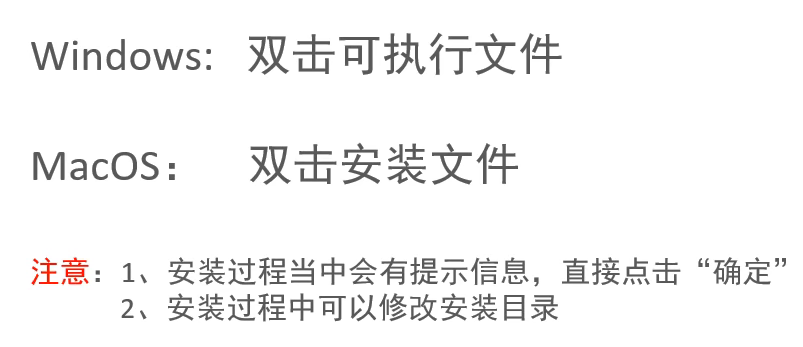 Windows: 双击可执行文件
MacOS： 双击安装文件
注意：1、安装过程当中会有提示信息，直接点击“确定”
2、安装过程中可以修改安装目录